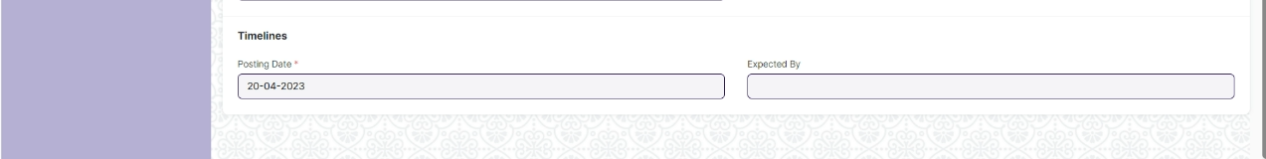 Timelines
Posting Date *
Expected By
20-04-2023